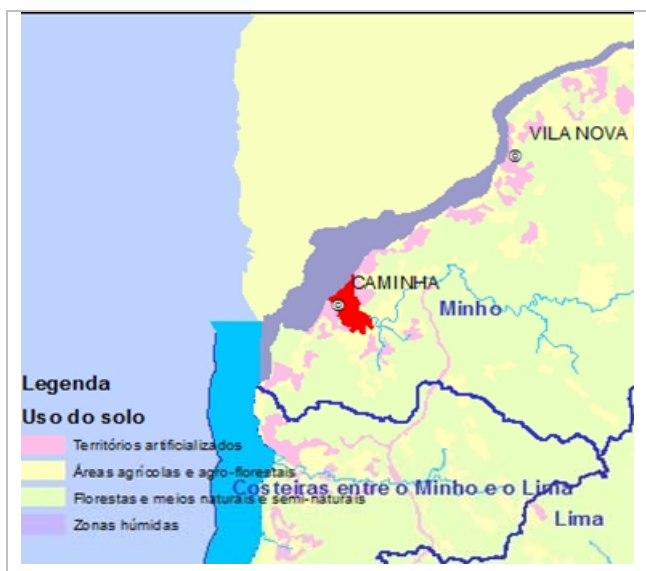 VILA NOVA
CAMINHA
Minho
Legenda
Uso do solo
Territórios artificializados
Áreas agrícolas e agro-florestais
Florestas e meios naturais e semi-naturais
Costeiras entre o Minho e o Lima
Lima
Zonas húmidas